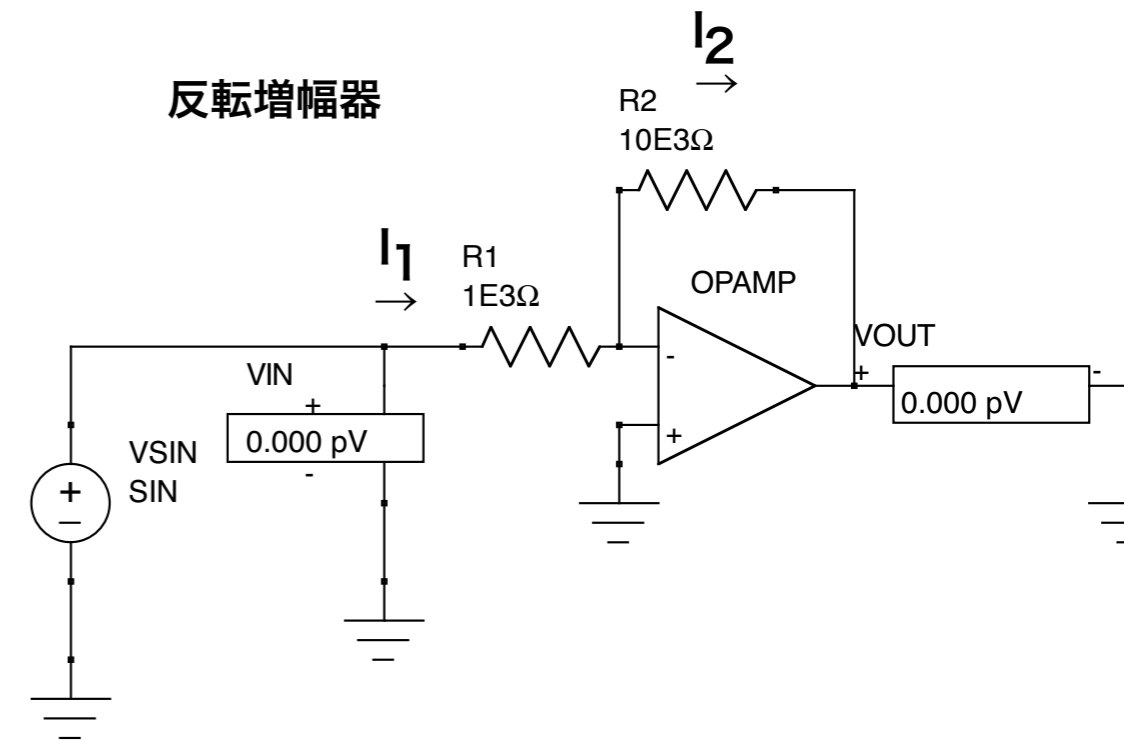 反転増幅器
I2
→
R2
10E3Ω
I1
→
R1
1E3Ω
OPAMP
-
+
VOUT
+
0.000 pV
-
VIN
+
0.000 pV
-
VSIN
SIN
+
−